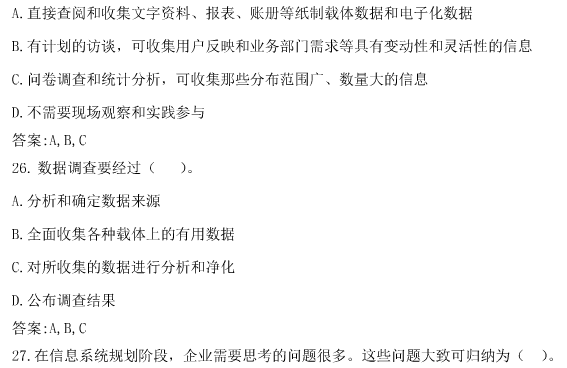 A.直接查阅和收集文字资料、报表、账册等纸制载体数据和电子化数据
B.有计划的访谈，可收集用户反映和业务部门需求等具有变动性和灵活性的信息
C.问卷调查和统计分析，可收集那些分布范围广、数量大的信息
D.不需要现场观察和实践参与
答案:A,B,C
26. 数据调查要经过（ ）。
A.分析和确定数据来源
B.全面收集各种载体上的有用数据
C.对所收集的数据进行分析和净化
D.公布调查结果
答案:A,B,C
27.在信息系统规划阶段，企业需要思考的问题很多。这些问题大致可归纳为（ ）。